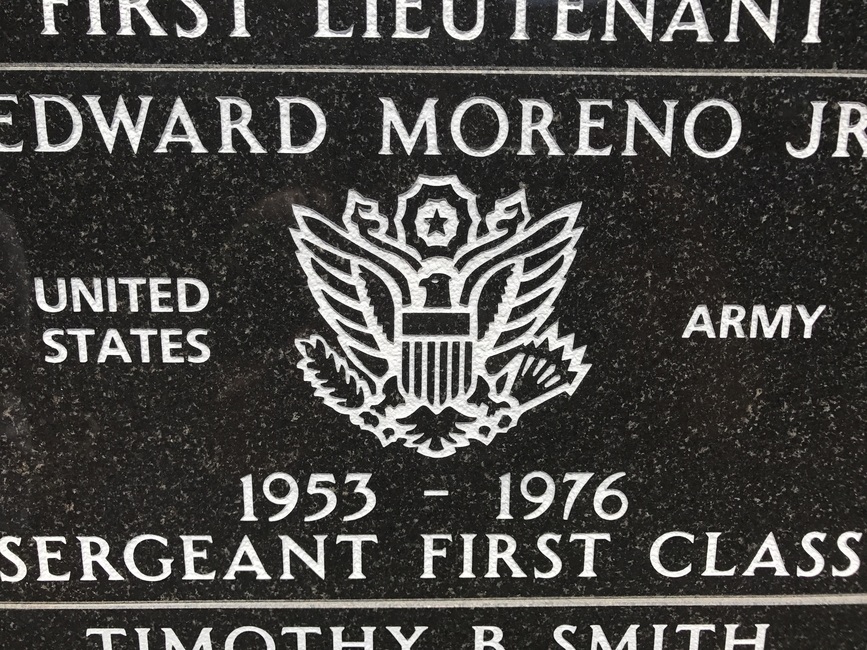 FIRST LIEUTENANT
EDWARD MORENO JR
UNITED
STATES
ARMY
1953 - 1976
SERGEANT FIRST CLASS
TIMOTHY B SMITH